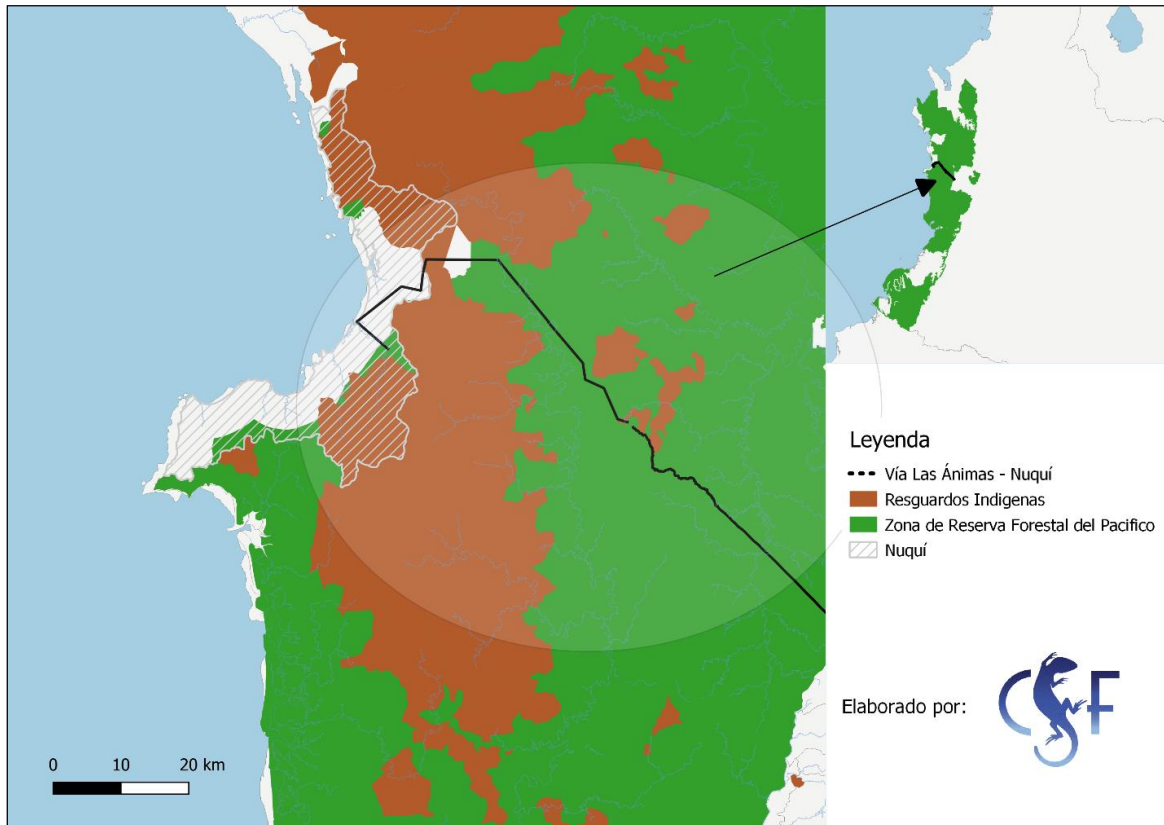 Leyenda
Vía Las Ánimas - Nuquí
Resguardos Indigenas
Zona de Reserva Forestal del Pacifico
Nuquí
Elaborado por:
CSF
0 10 20 km